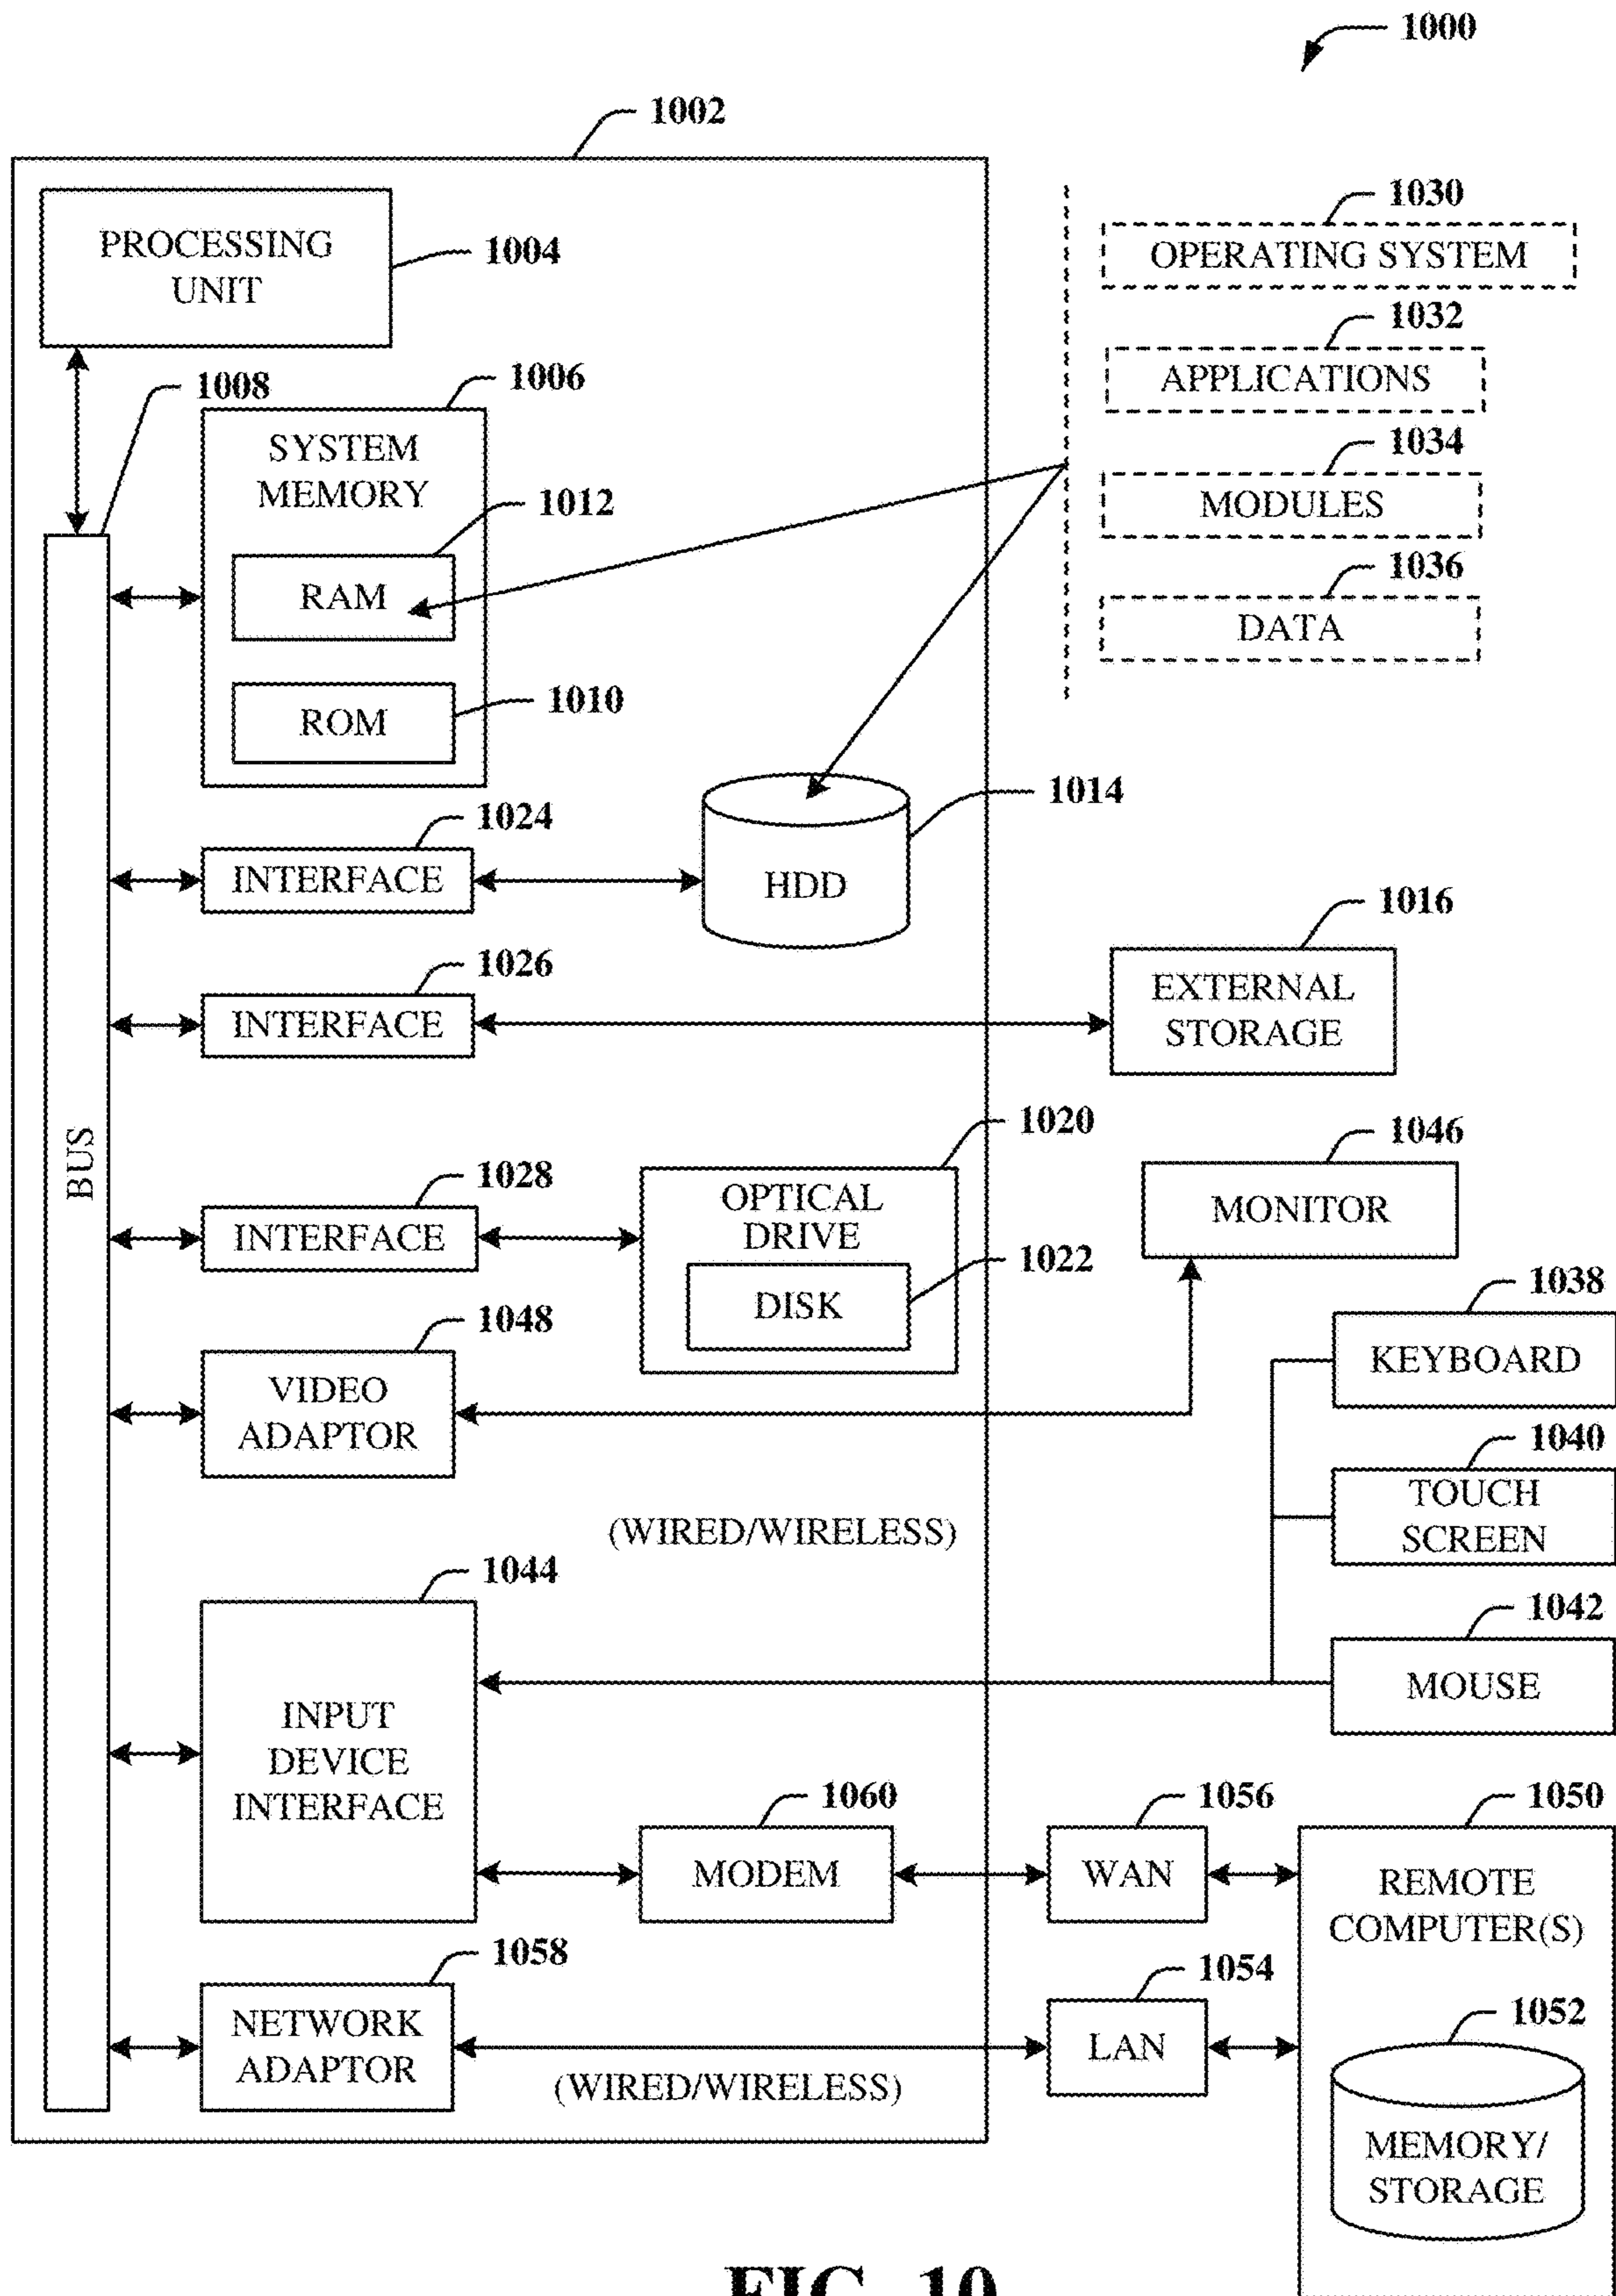 1000
1002
PROCESSING
UNIT
1004
1030
OPERATING SYSTEM
1032
APPLICATIONS
1034
MODULES
1036
DATA
1008
1006
SYSTEM
MEMORY
1012
RAM
1010
ROM
1024
INTERFACE
1014
HDD
1026
INTERFACE
1016
EXTERNAL
STORAGE
BUS
1028
INTERFACE
1020
OPTICAL
DRIVE
1022
DISK
1046
MONITOR
1048
VIDEO
ADAPTOR
1038
KEYBOARD
1040
TOUCH
SCREEN
(WIRED/WIRELESS)
1042
MOUSE
1044
INPUT
DEVICE
INTERFACE
1060
MODEM
1056
WAN
1050
REMOTE
COMPUTER(S)
1058
NETWORK
ADAPTOR
(WIRED/WIRELESS)
1054
LAN
1052
MEMORY/
STORAGE
FIG. 10